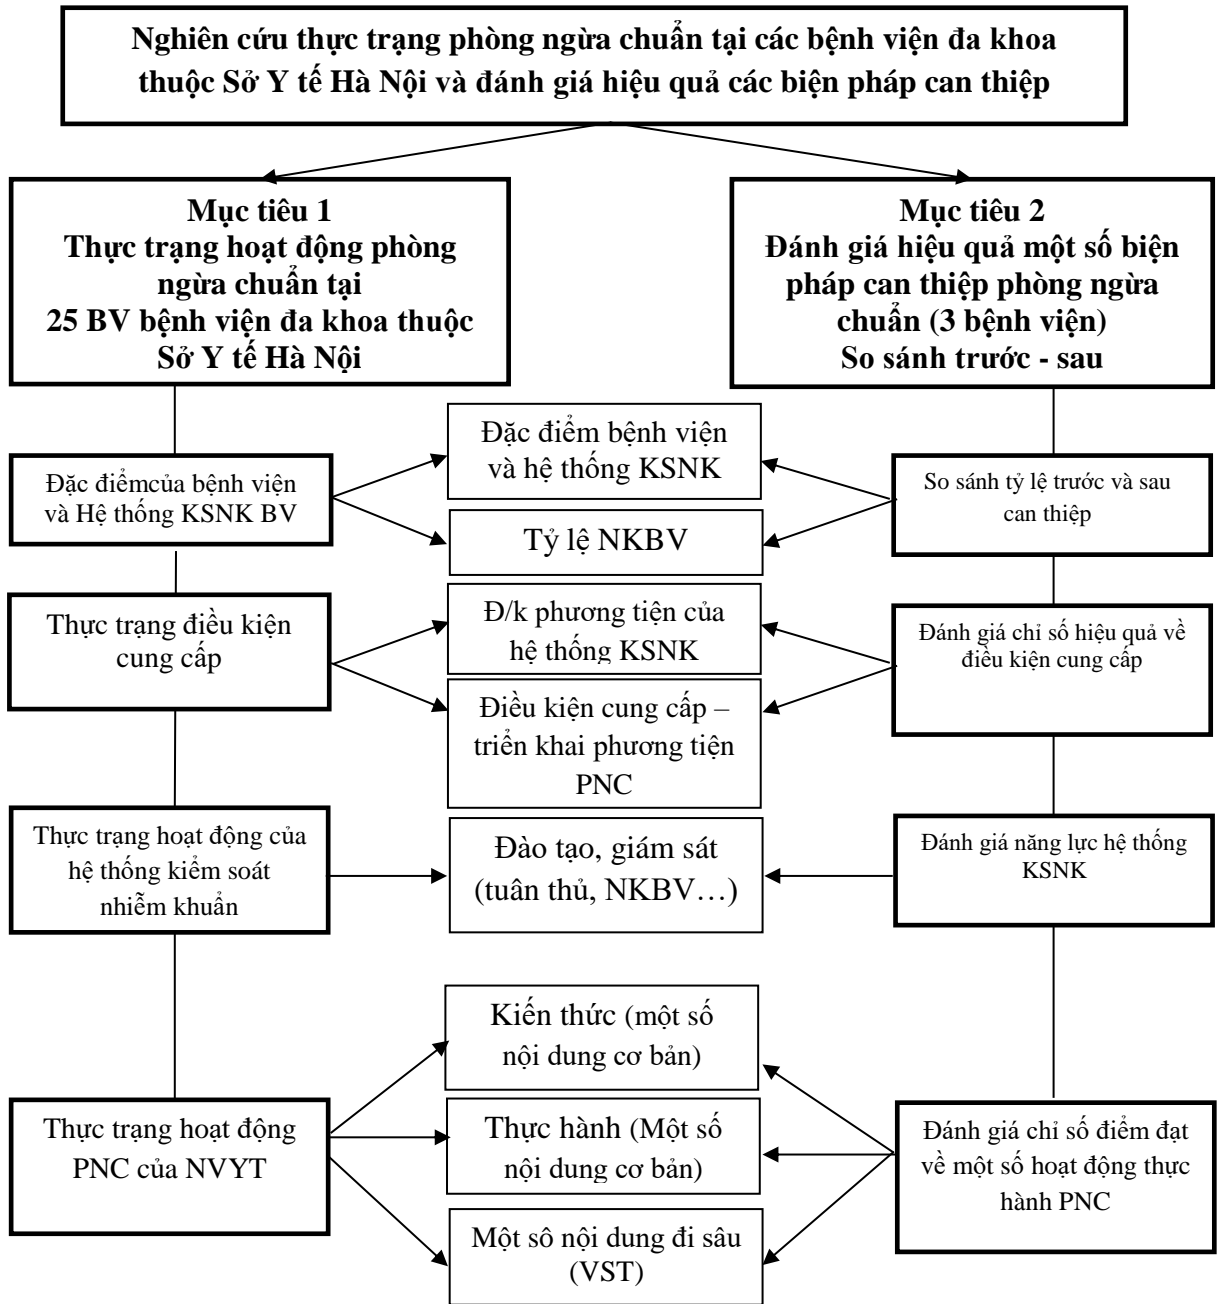 Nghiên cứu thực trạng phòng ngừa chuẩn tại các bệnh viện đa khoa
thuộc Sở Y tế Hà Nội và đánh giá hiệu quả các biện pháp can thiệp
Mục tiêu 1
Thực trạng hoạt động phòng
ngừa chuẩn tại
25 BV bệnh viện đa khoa thuộc
Sở Y tế Hà Nội
Mục tiêu 2
Đánh giá hiệu quả một số biện
pháp can thiệp phòng ngừa
chuẩn (3 bệnh viện)
So sánh trước - sau
Đặc điểmcủa bệnh viện
và Hệ thống KSNK BV
Đặc điểm bệnh viện
và hệ thống KSNK
Tỷ lệ NKBV
So sánh tỷ lệ trước và sau
can thiệp
Thực trạng điều kiện
cung cấp
Đ/k phương tiện của
hệ thống KSNK
Điều kiện cung cấp –
triển khai phương tiện
PNC
Đánh giá chỉ số hiệu quả về
điều kiện cung cấp
Thực trạng hoạt động của
hệ thống kiểm soát
nhiễm khuẩn
Đào tạo, giám sát
(tuân thủ, NKBV…)
Đánh giá năng lực hệ thống
KSNK
Thực trạng hoạt động
PNC của NVYT
Kiến thức (một số
nội dung cơ bản)
Thực hành (Một số
nội dung cơ bản)
Một sô nội dung đi sâu
(VST)
Đánh giá chỉ số điểm đạt
về một số hoạt động thực
hành PNC